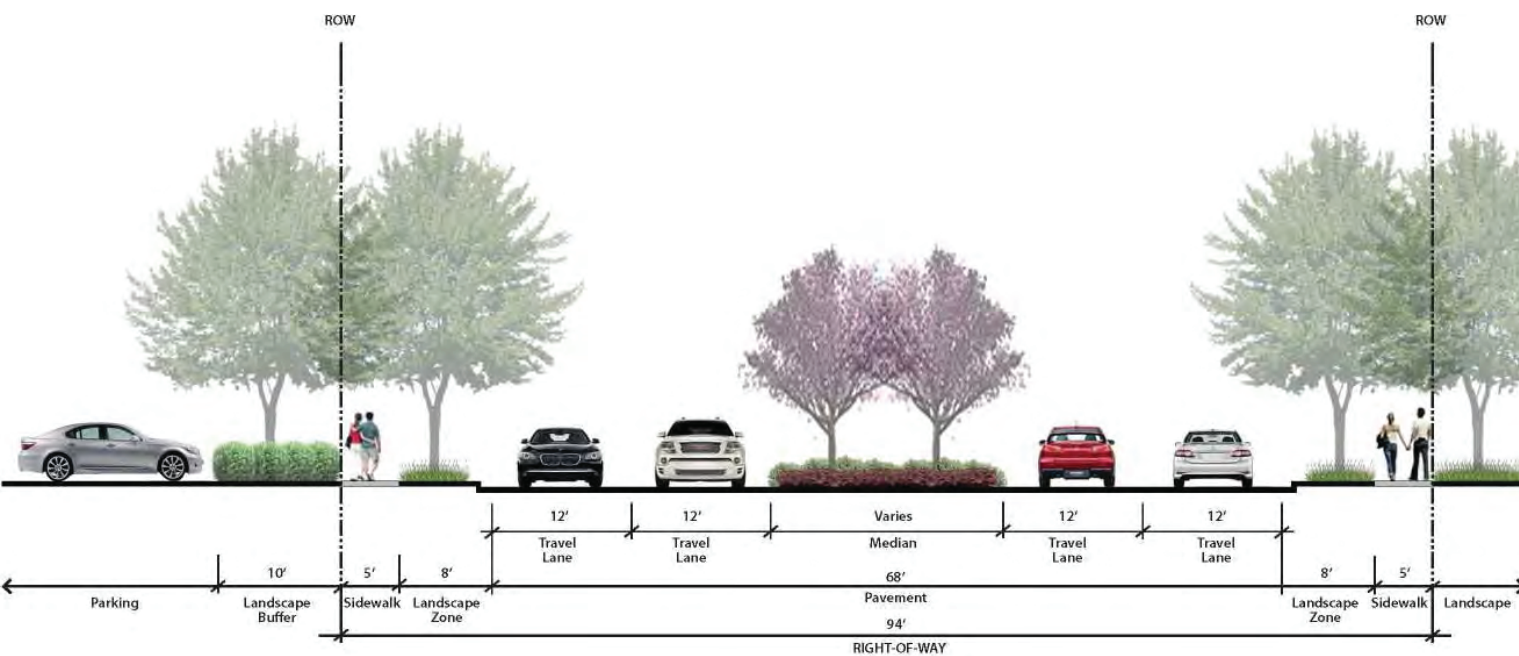 ROW
ROW
12'
12'
Varies
12'
12'
Travel
Lane
Travel
Lane
Median
Travel
Lane
Travel
Lane
10'
5'
8'
68'
8'
5'
Parking
Landscape
Buffer
Sidewalk
Landscape
Zone
Pavement
Landscape
Zone
Sidewalk
Landscape
94'
RIGHT-OF-WAY